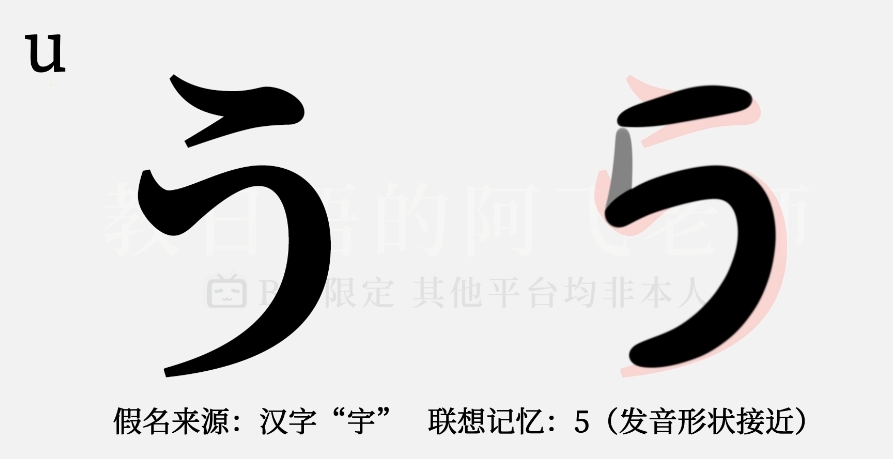 u
う 5
教日语的阿飞老师
B站限定 其他平台均非本人
假名来源：汉字“宇” 联想记忆：5（发音形状接近）